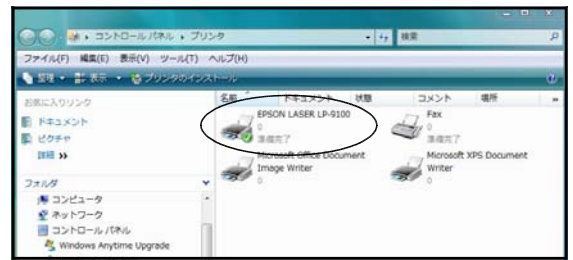 コントロール パネル ▸ プリンタ
検索
ファイル(F) 編集(E) 表示(V) ツール(T) ヘルプ(H)
整理 表示 プリンタのインストール
お気に入りリンク
ドキュメント
ピクチャ
詳細 >>
フォルダ
コンピュータ
ネットワーク
コントロール パネル
Windows Anytime Upgrade
名前 ドキュメント 状態 コメント 場所 »
EPSON LASER LP-9100
0
準備完了
Fax
0
準備完了
Microsoft Office Document
Image Writer
0
Microsoft XPS Document
Writer
0